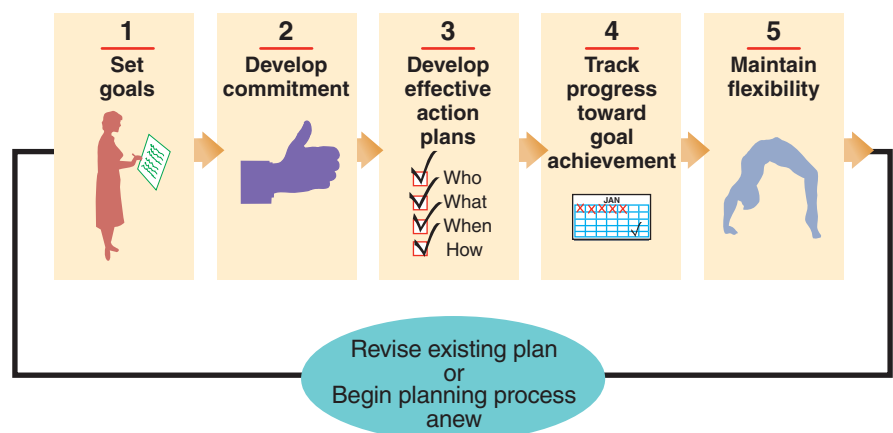 1
Set
goals
2
Develop
commitment
3
Develop
effective
action
plans
Who
What
When
How
4
Track
progress
toward
goal
achievement
JAN
5
Maintain
flexibility
Revise existing plan
or
Begin planning process
anew